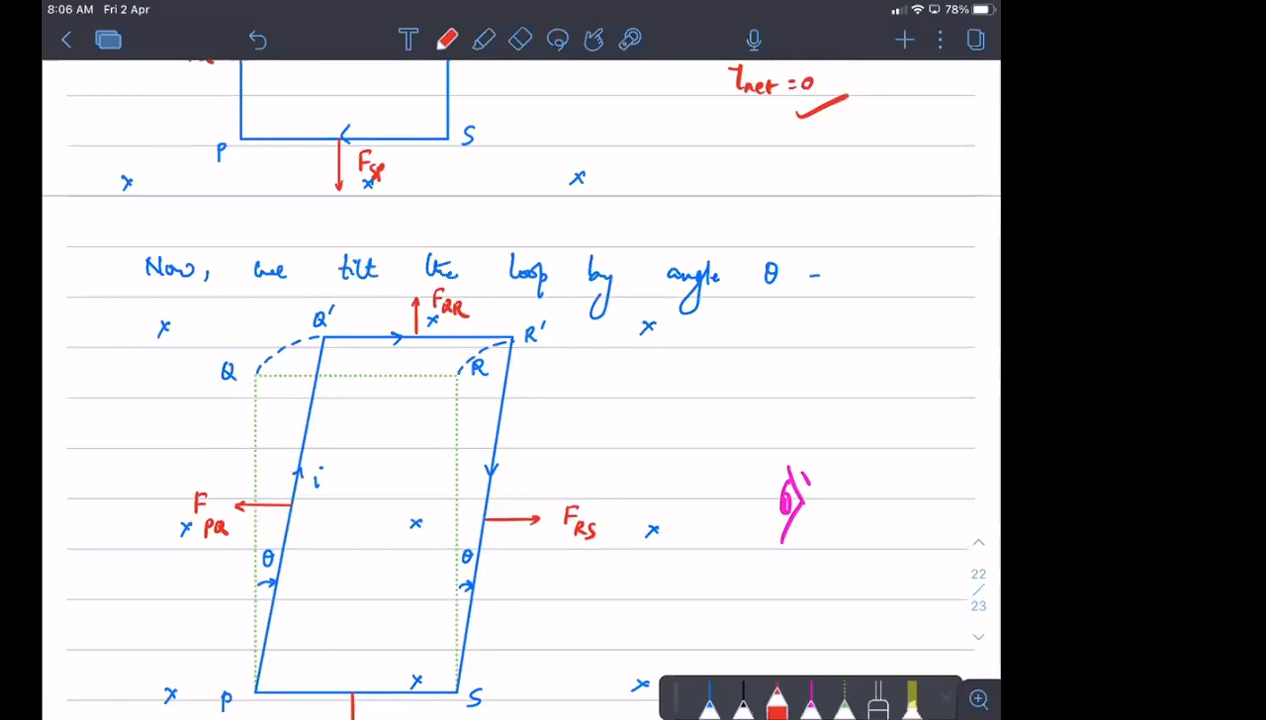 8:06 AM Fri 2 Apr
78%
T
τnet = 0
P
S
FSP
x x x
Now, we tilt the loop by angle θ -
FQR
x Q' x R' x
Q R
i
F PQ
x x FRS x
θ θ
22
/
23
x P x S x